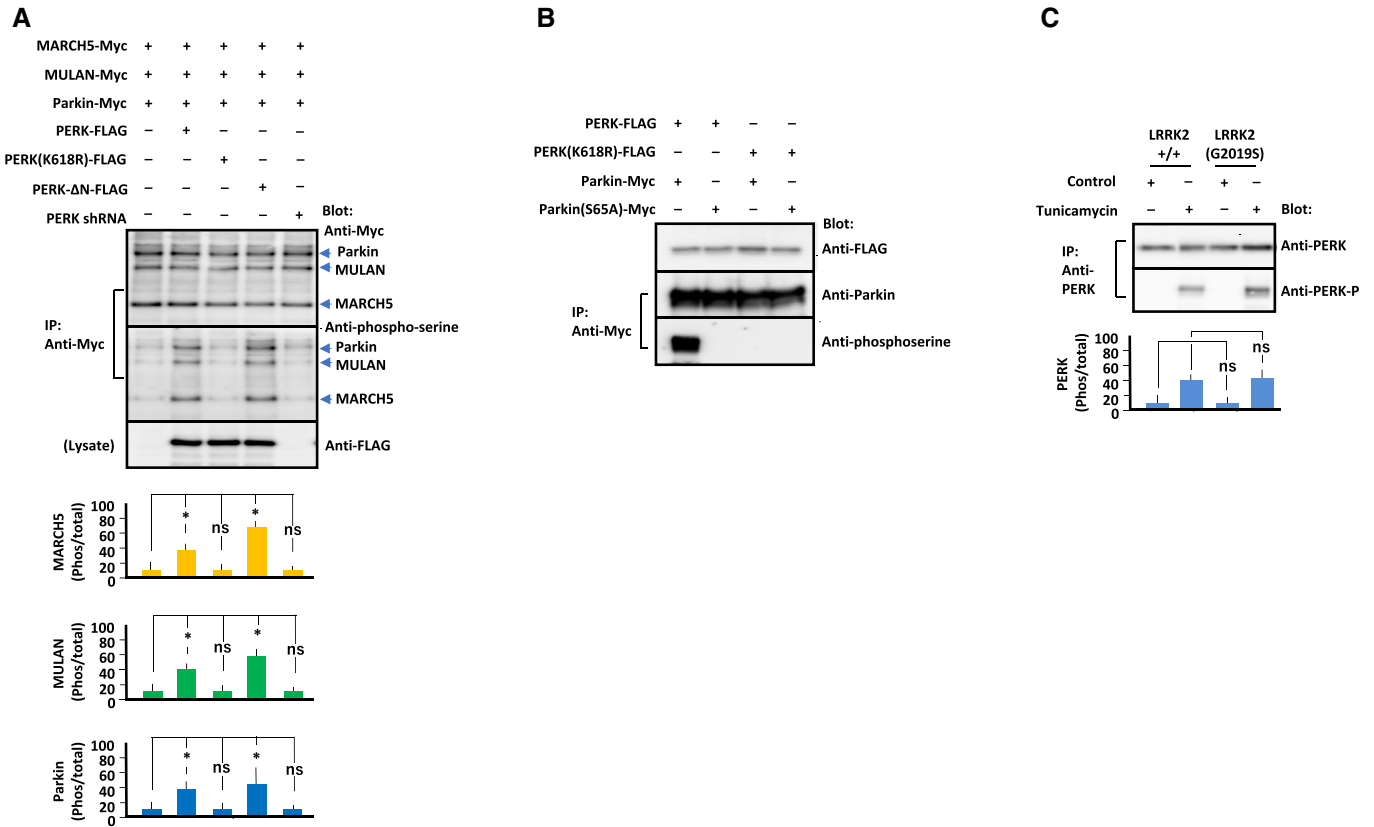 A
MARCH5-Myc + + + + +
MULAN-Myc + + + + +
Parkin-Myc + + + + +
PERK-FLAG – + – – –
PERK(K618R)-FLAG – – + – –
PERK-ΔN-FLAG – – – + –
PERK shRNA – – – – +
Blot:
Anti-Myc
Parkin
MULAN
MARCH5
IP:
Anti-Myc
Anti-phospho-serine
Parkin
MULAN
MARCH5
(Lysate)
Anti-FLAG
MARCH5
(Phos/total)
100
80
60
40
20
0
* ns * ns
MULAN
(Phos/total)
100
80
60
40
20
0
* ns * ns
Parkin
(Phos/total)
100
80
60
40
20
0
* ns * ns
B
PERK-FLAG + + – –
PERK(K618R)-FLAG – – + +
Parkin-Myc + – + –
Parkin(S65A)-Myc – + – +
Blot:
Anti-FLAG
IP:
Anti-Myc
Anti-Parkin
Anti-phosphoserine
C
LRRK2
+/+
LRRK2
(G2019S)
Control + – + –
Tunicamycin – + – +
Blot:
IP:
Anti-
PERK
Anti-PERK
Anti-PERK-P
PERK
(Phos/total)
100
80
60
40
20
0
ns ns